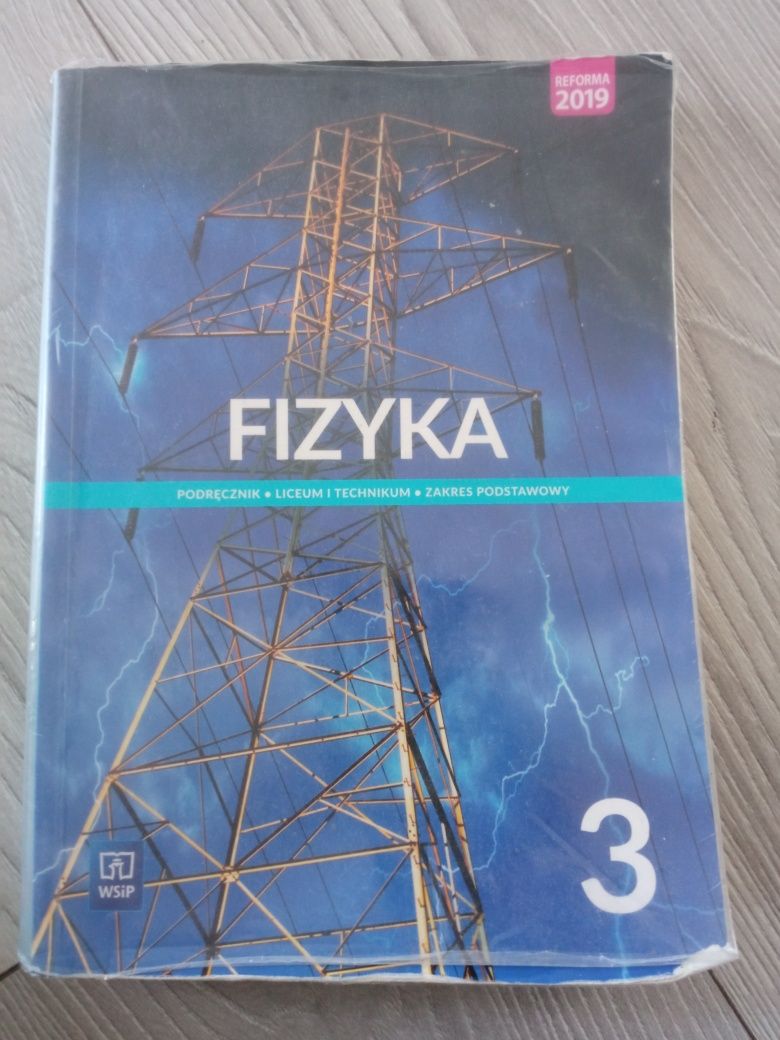 REFORMA
2019
FIZYKA
PODRĘCZNIK • LICEUM I TECHNIKUM • ZAKRES PODSTAWOWY
3
WSiP